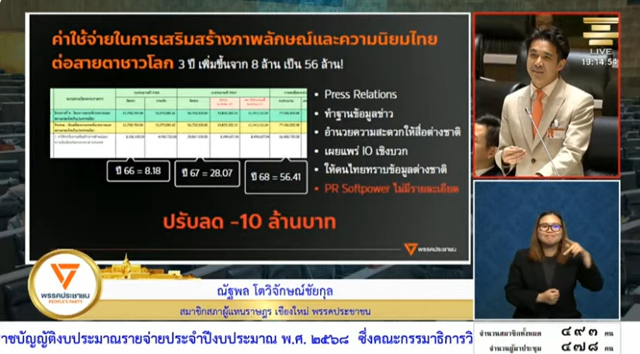 ค่าใช้จ่ายในการเสริมสร้างภาพลักษณ์และความนิยมไทย
ต่อสายตาชาวโลก 3 ปี เพิ่มขึ้นจาก 8 ล้าน เป็น 56 ล้าน!
• Press Relations
• ทำฐานข้อมูลข่าว
• อำนวยความสะดวกให้สื่อต่างชาติ
• เผยแพร่ IO เชิงบวก
• ให้คนไทยทราบข้อมูลต่างชาติ
• PR Softpower ไม่มีรายละเอียด
ปี 66 = 8.18
ปี 67 = 28.07
ปี 68 = 56.41
ปรับลด -10 ล้านบาท
พรรคประชาชน
LIVE
19:14:54
พรรคประชาชน
PEOPLE'S PARTY
ณัฐพล โตวิจักษณ์ชัยกุล
สมาชิกสภาผู้แทนราษฎร เชียงใหม่ พรรคประชาชน
าชบัญญัติงบประมาณรายจ่ายประจำปีงบประมาณ พ.ศ. ๒๕๖๘ ซึ่งคณะกรรมาธิการวิ
จำนวนสมาชิกทั้งหมด ๔๙๓ คน
จำนวนผู้มาประชุม ๔๗๘ คน